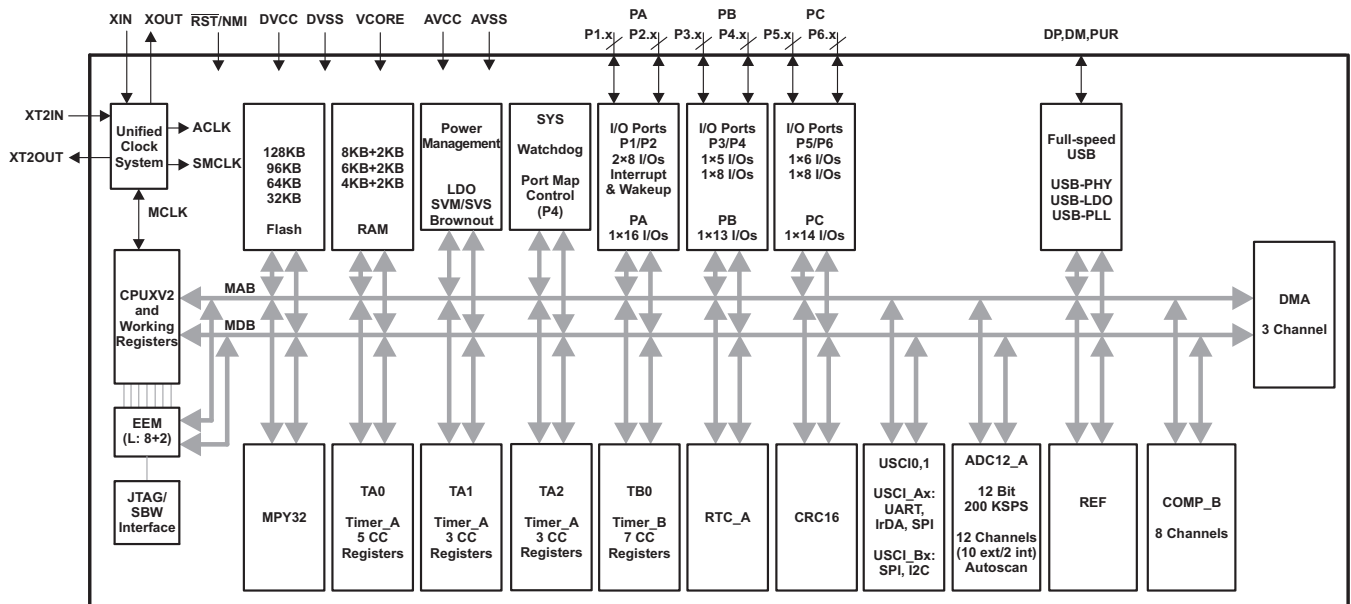 XIN XOUT RST/NMI DVCC DVSS VCORE AVCC AVSS
PA PB PC
P1.x P2.x P3.x P4.x P5.x P6.x
DP,DM,PUR
XT2IN
XT2OUT
Unified
Clock
System
ACLK
SMCLK
MCLK
128KB
96KB
64KB
32KB
Flash
8KB+2KB
6KB+2KB
4KB+2KB
RAM
Power
Management
LDO
SVM/SVS
Brownout
SYS
Watchdog
Port Map
Control
(P4)
I/O Ports
P1/P2
2×8 I/Os
Interrupt
& Wakeup
PA
1×16 I/Os
I/O Ports
P3/P4
1×5 I/Os
1×8 I/Os
PB
1×13 I/Os
I/O Ports
P5/P6
1×6 I/Os
1×8 I/Os
PC
1×14 I/Os
Full-speed
USB
USB-PHY
USB-LDO
USB-PLL
CPUXV2
and
Working
Registers
MAB
MDB
DMA
3 Channel
EEM
(L: 8+2)
JTAG/
SBW
Interface
MPY32
TA0
Timer_A
5 CC
Registers
TA1
Timer_A
3 CC
Registers
TA2
Timer_A
3 CC
Registers
TB0
Timer_B
7 CC
Registers
RTC_A
CRC16
USCI0,1
USCI_Ax:
UART,
IrDA, SPI
USCI_Bx:
SPI, I2C
ADC12_A
12 Bit
200 KSPS
12 Channels
(10 ext/2 int)
Autoscan
REF
COMP_B
8 Channels